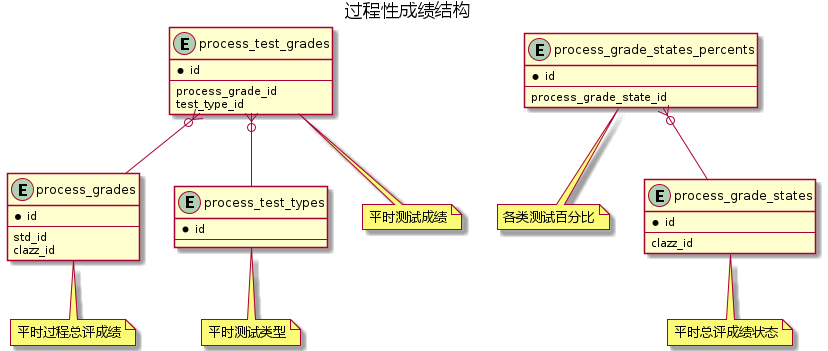 过程性成绩结构
E process_test_grades
id
process_grade_id
test_type_id
E process_grade_states_percents
id
process_grade_state_id
E process_grades
id
std_id
clazz_id
E process_test_types
id
平时测试成绩
各类测试百分比
E process_grade_states
id
clazz_id
平时过程总评成绩
平时测试类型
平时总评成绩状态